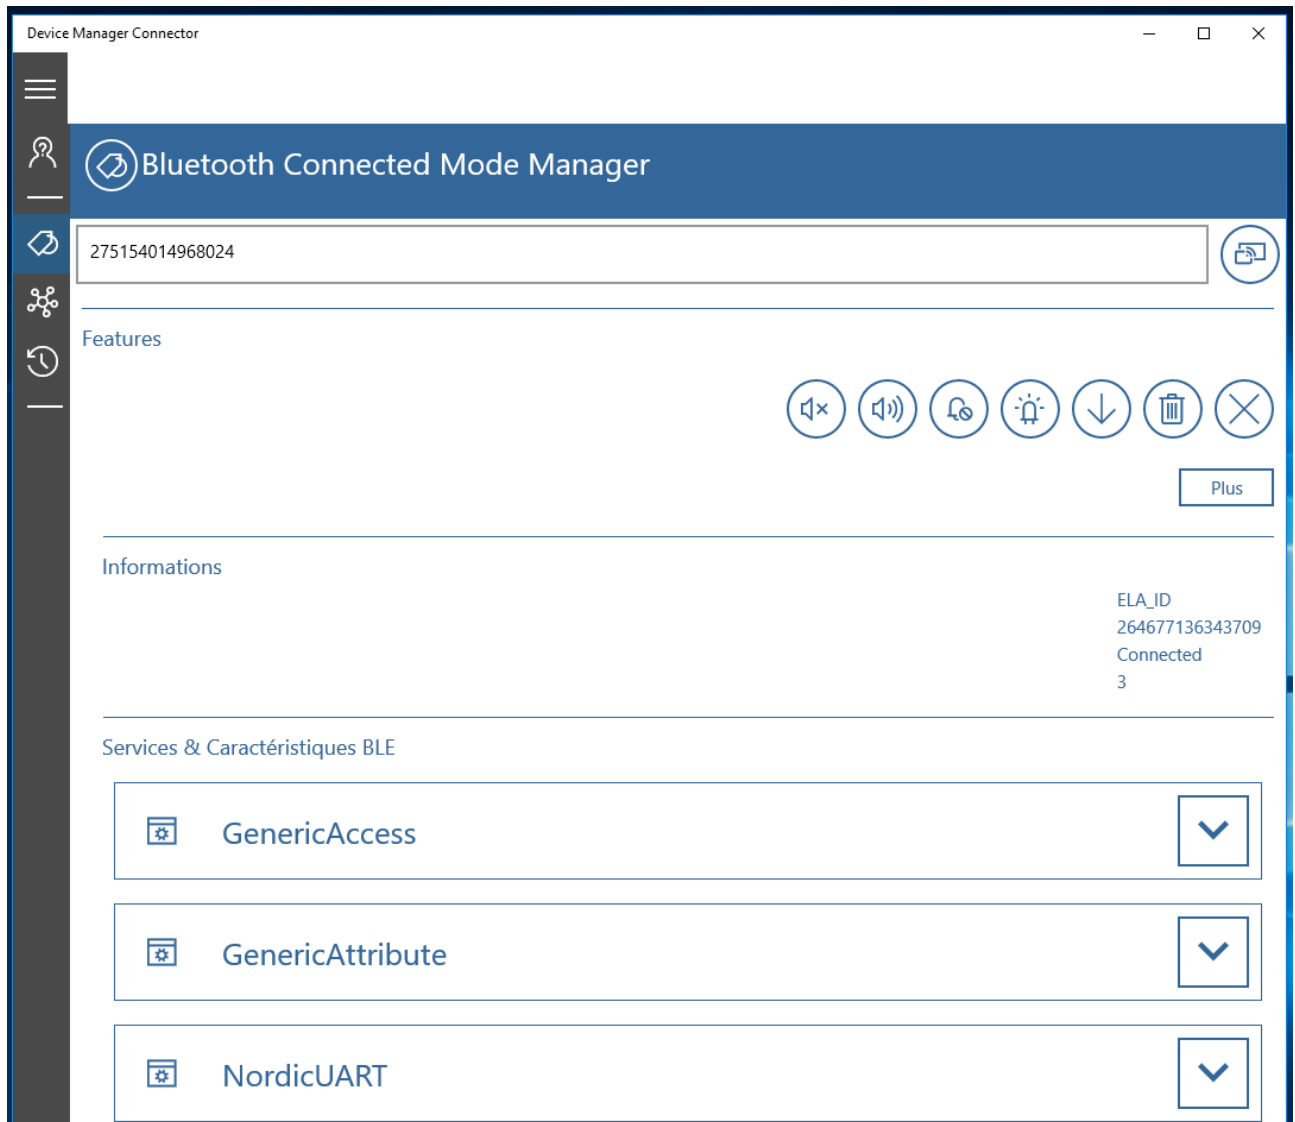 Device Manager Connector
Bluetooth Connected Mode Manager
275154014968024
Features
Plus
Informations
ELA_ID
264677136343709
Connected
3
Services & Caractéristiques BLE
GenericAccess
GenericAttribute
NordicUART